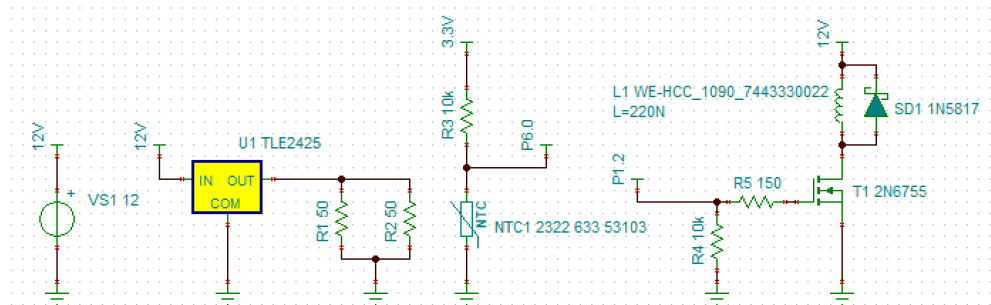 12V
VS1 12
+
12V
U1 TLE2425
IN OUT
COM
R1 50
R2 50
3.3V
R3 10k
P6.0
NTC
NTC1 2322 633 53103
P1.2
R4 10k
R5 150
12V
L1 WE-HCC_1090_7443330022
L=220N
SD1 1N5817
T1 2N6755